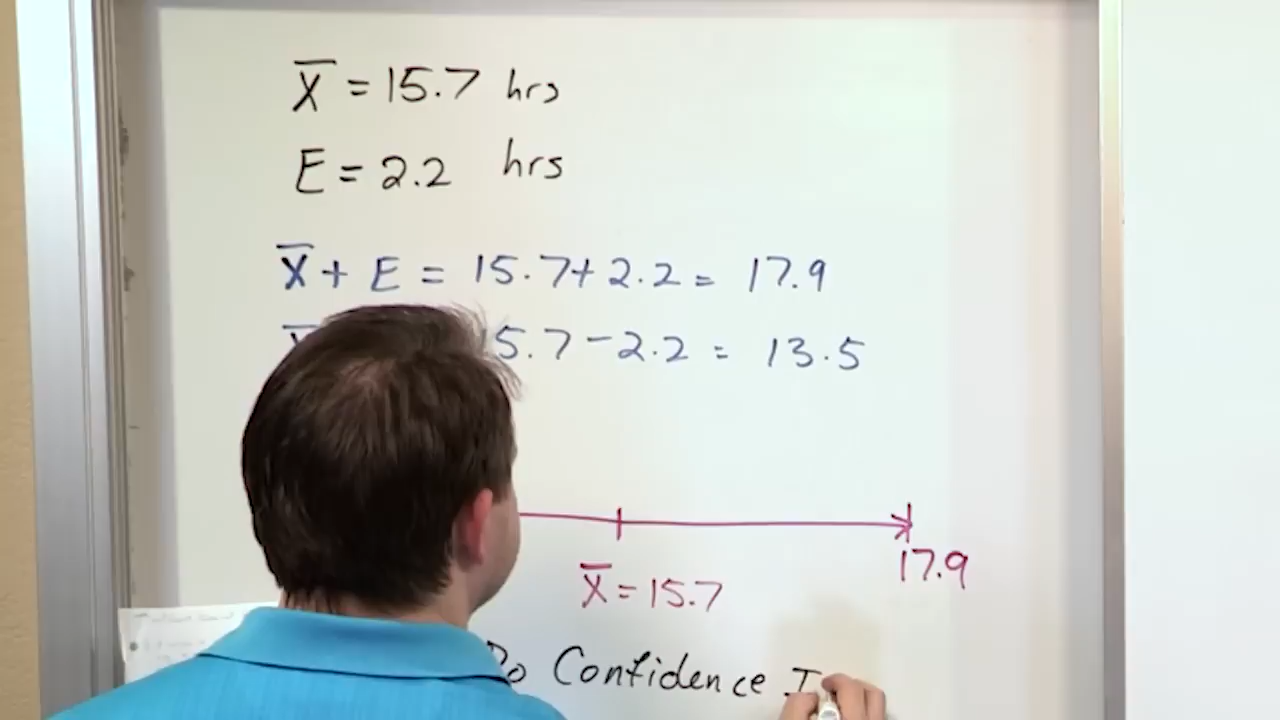 X̄ = 15.7 hrs
E = 2.2 hrs
X̄ + E = 15.7 + 2.2 = 17.9
5.7 - 2.2 = 13.5
17.9
X̄ = 15.7
Confidence I